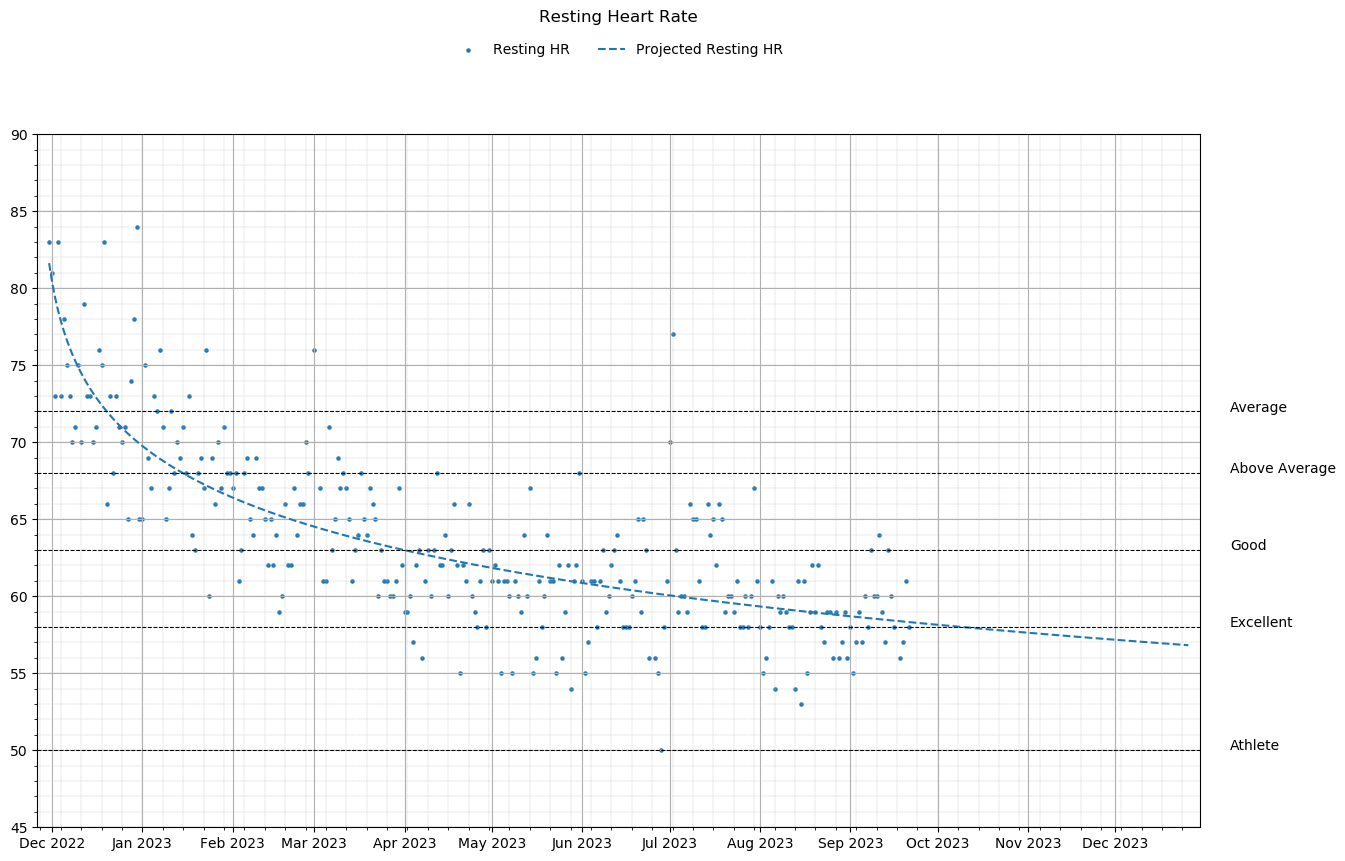 Resting Heart Rate
Resting HR
Projected Resting HR
90
85
80
75
70
65
60
55
50
45
Average
Above Average
Good
Excellent
Athlete
Dec 2022
Jan 2023
Feb 2023
Mar 2023
Apr 2023
May 2023
Jun 2023
Jul 2023
Aug 2023
Sep 2023
Oct 2023
Nov 2023
Dec 2023